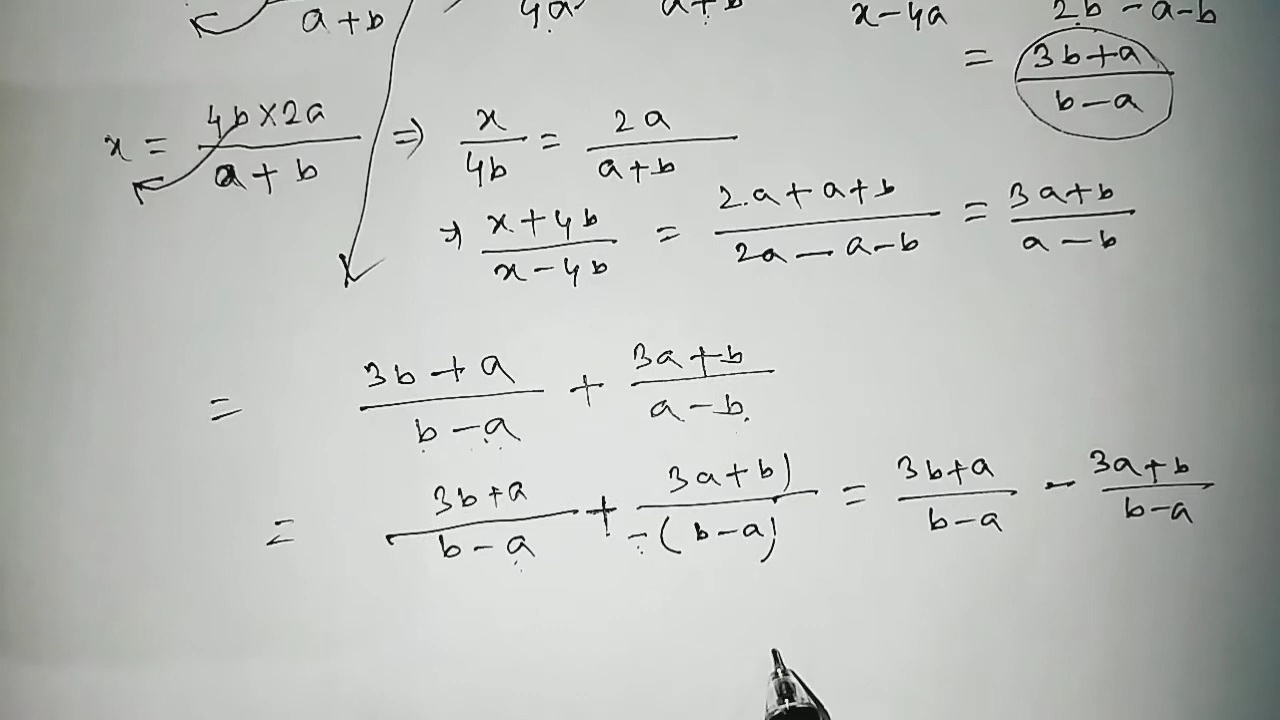 a+b 4a a+b x-4a 2b-a-b
= (3b+a)/(b-a)
x = (4b×2a)/(a+b) ⇒ x/4b = 2a/(a+b)
⇒ (x+4b)/(x-4b) = (2.a+a+b)/(2a-a-b) = (3a+b)/(a-b)
= (3b+a)/(b-a) + (3a+b)/(a-b)
= (3b+a)/(b-a) + 3a+b)/-(b-a) = (3b+a)/(b-a) - (3a+b)/(b-a)